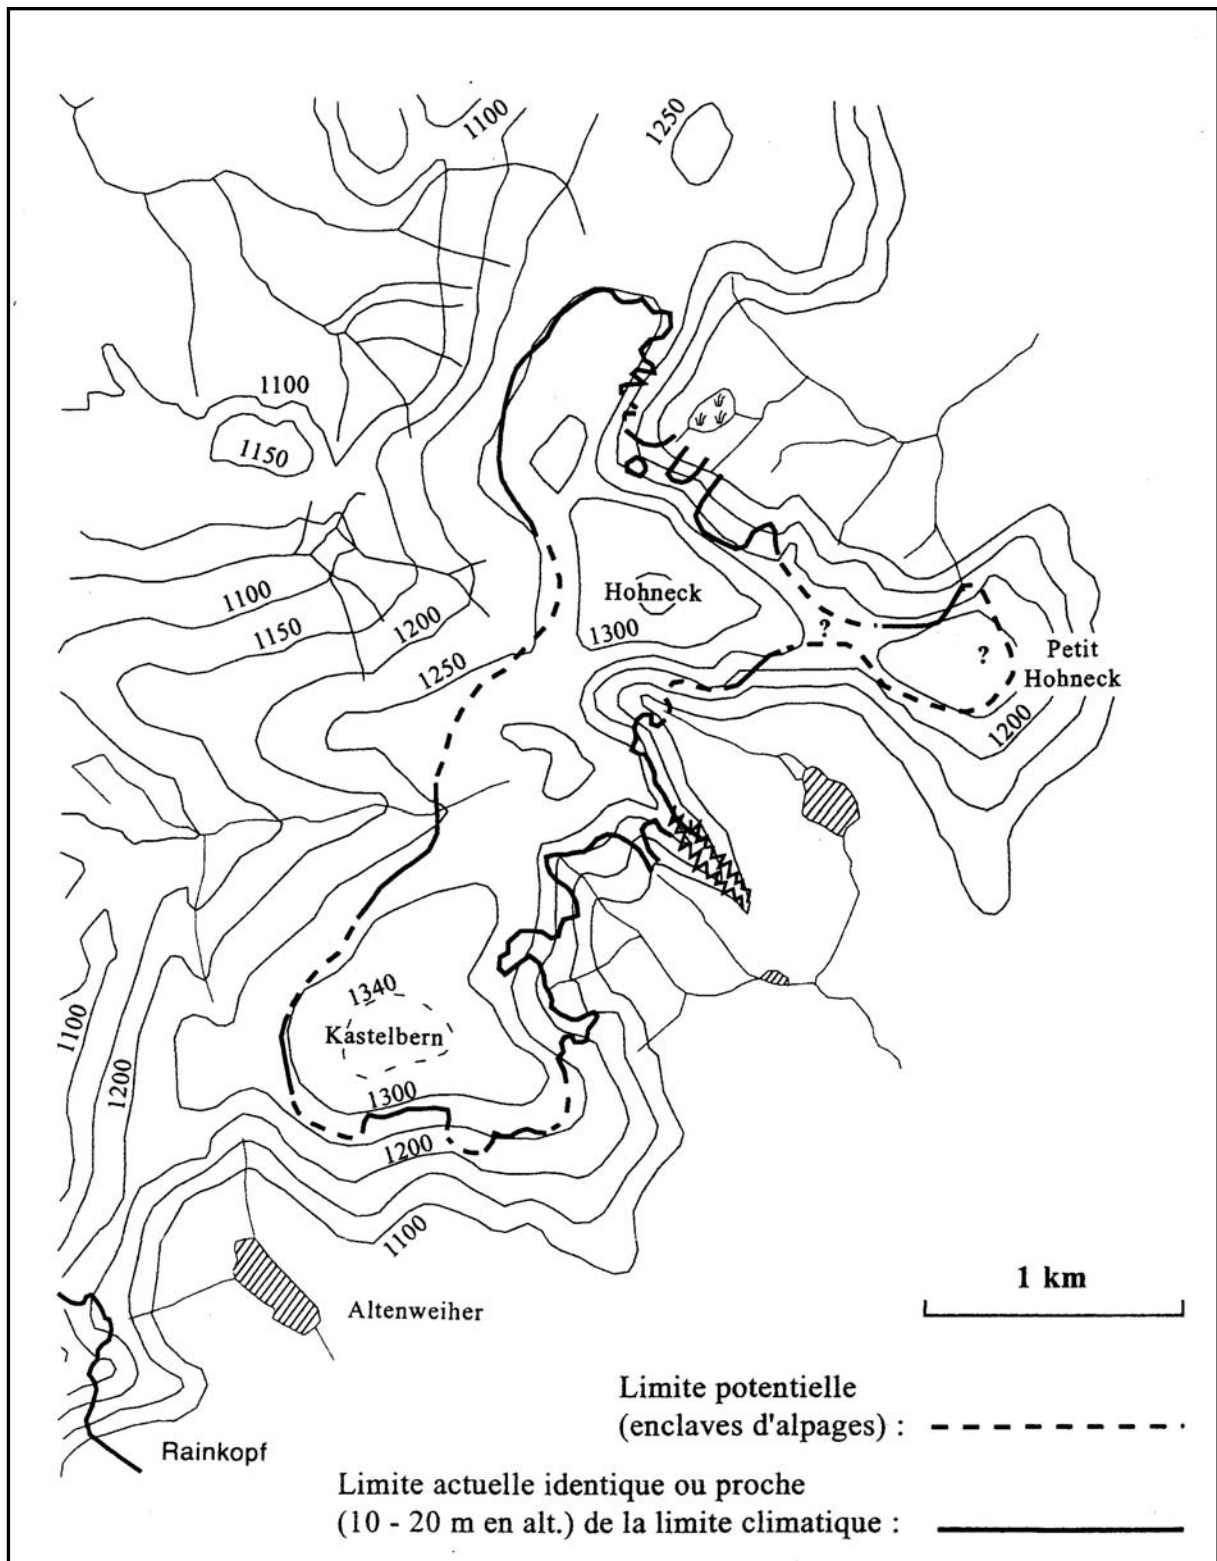 1100
1250
1100
1150
Hohneck
1300
?
?
Petit
Hohneck
1100
1150
1200
1250
1200
1340
Kastelbern
1300
1100
1200
1200
1100
Altenweiher
1 km
Limite potentielle
(enclaves d'alpages) :
Rainkopf
Limite actuelle identique ou proche
(10 - 20 m en alt.) de la limite climatique :